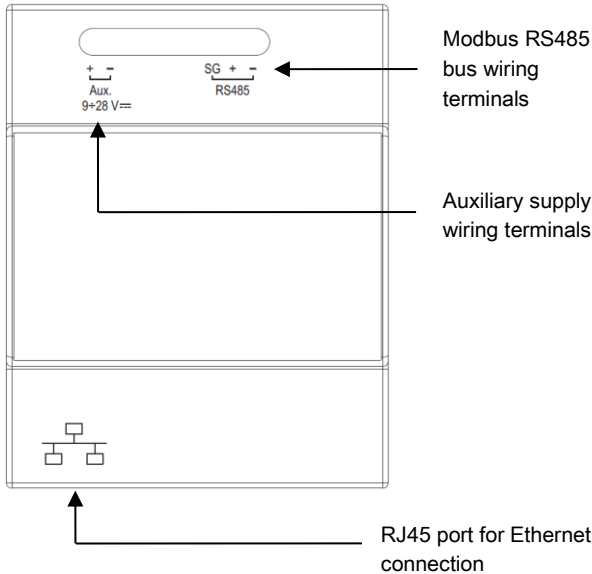 + −
Aux.
9÷28 V⎓
SG + −
RS485
Modbus RS485
bus wiring
terminals
Auxiliary supply
wiring terminals
RJ45 port for Ethernet
connection